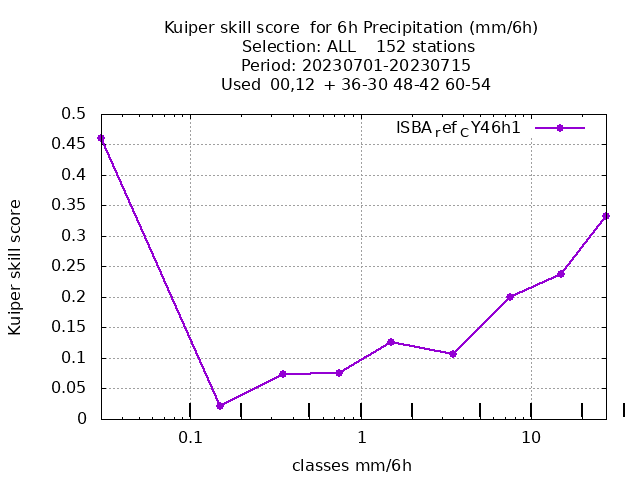 Kuiper skill score  for 6h Precipitation (mm/6h)
Selection: ALL    152 stations
Period: 20230701-20230715
Used  00,12  + 36-30 48-42 60-54
ISBAref CY46h1
Kuiper skill score
0.5
0.45
0.4
0.35
0.3
0.25
0.2
0.15
0.1
0.05
0
0.1
1
10
classes mm/6h